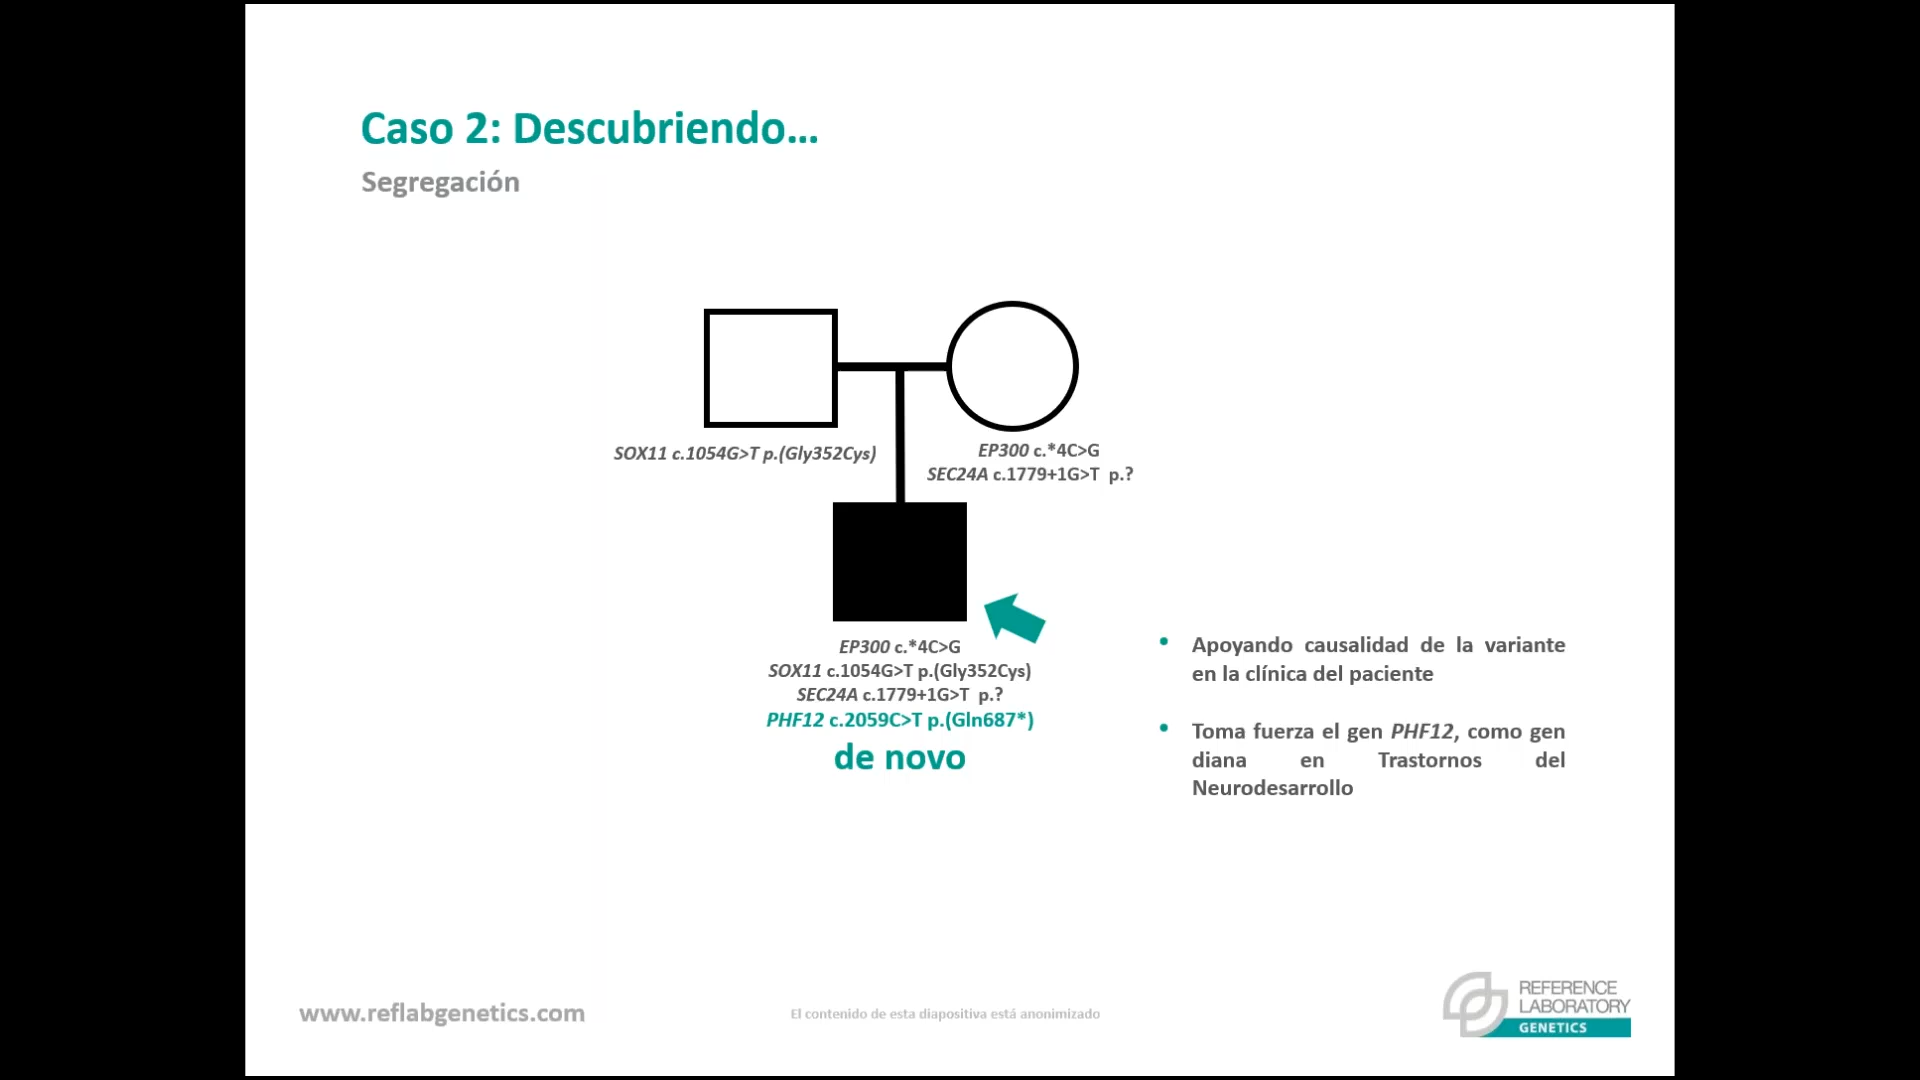 Caso 2: Descubriendo...
Segregación
SOX11 c.1054G>T p.(Gly352Cys)
EP300 c.*4C>G
SEC24A c.1779+1G>T p.?
EP300 c.*4C>G
SOX11 c.1054G>T p.(Gly352Cys)
SEC24A c.1779+1G>T p.?
PHF12 c.2059C>T p.(Gln687*)
de novo
• Apoyando causalidad de la variante
en la clínica del paciente
• Toma fuerza el gen PHF12, como gen
diana en Trastornos del
Neurodesarrollo
www.reflabgenetics.com
El contenido de esta diapositiva está anonimizado
REFERENCE
LABORATORY
GENETICS